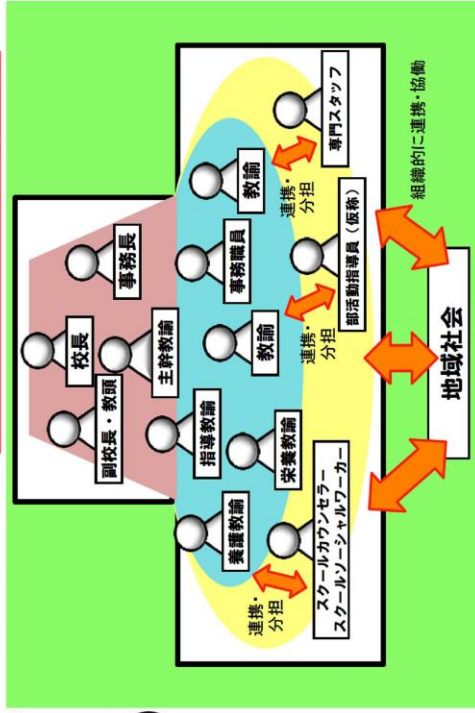 校長
副校長・教頭
事務長
主幹教諭
養護教諭
指導教諭
事務職員
教諭
栄養教諭
教諭
連携・
分担
連携・
分担
連携・
分担
スクールカウンセラー
スクールソーシャルワーカー
部活動指導員（仮称）
専門スタッフ
組織的に連携・協働
地域社会